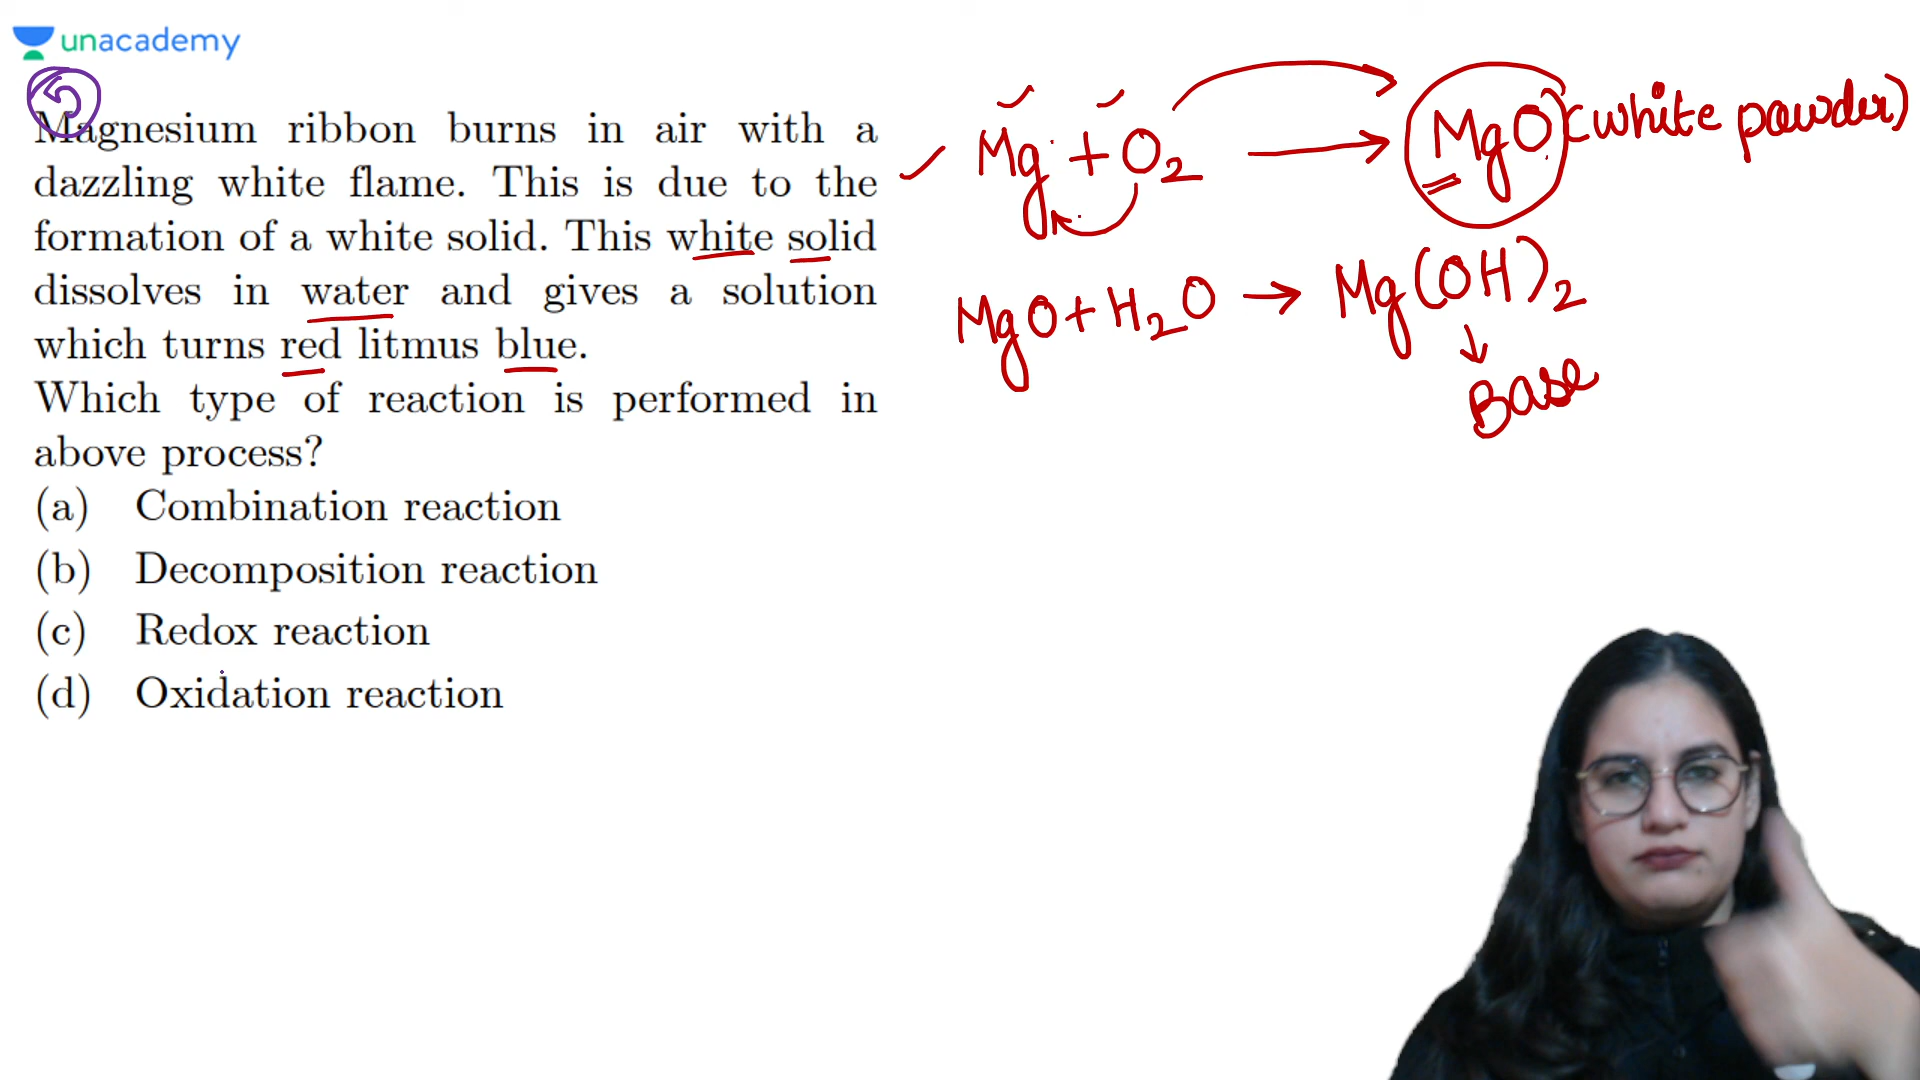 unacademy
5
Magnesium ribbon burns in air with a
dazzling white flame. This is due to the
formation of a white solid. This white solid
dissolves in water and gives a solution
which turns red litmus blue.
Which type of reaction is performed in
above process?
(a) Combination reaction
(b) Decomposition reaction
(c) Redox reaction
(d) Oxidation reaction
Mg + O2 → MgO (white powder)
MgO + H2O → Mg(OH)2
↓
Base